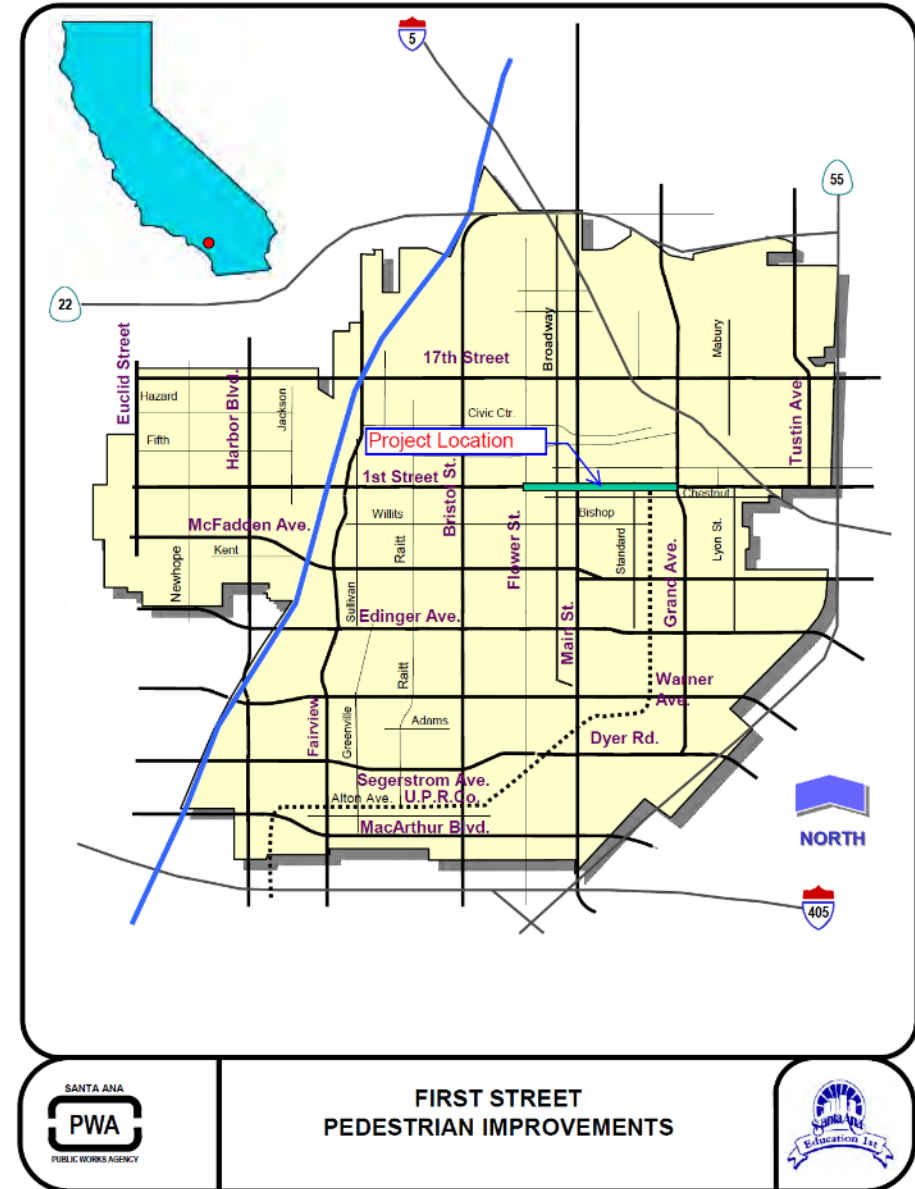 5
55
22
Euclid Street
Harbor Blvd.
Broadway
Mabury
Tustin Ave.
17th Street
Hazard
Jackson
Civic Ctr.
Fifth
Project Location
1st Street
Bristol St.
Chestnut
McFadden Ave.
Willits
Bishop
Flower St.
Standard
Lyon St.
Newhope
Kent
Raitt
Grand Ave.
Sullivan
Edinger Ave.
Main St.
Raitt
Warner
Ave.
Fairview
Greenville
Adams
Dyer Rd.
Segerstrom Ave.
Alton Ave.
U.P.R.Co.
MacArthur Blvd.
NORTH
405
SANTA ANA
PWA
PUBLIC WORKS AGENCY
FIRST STREET
PEDESTRIAN IMPROVEMENTS
Santa Ana
Education 1st